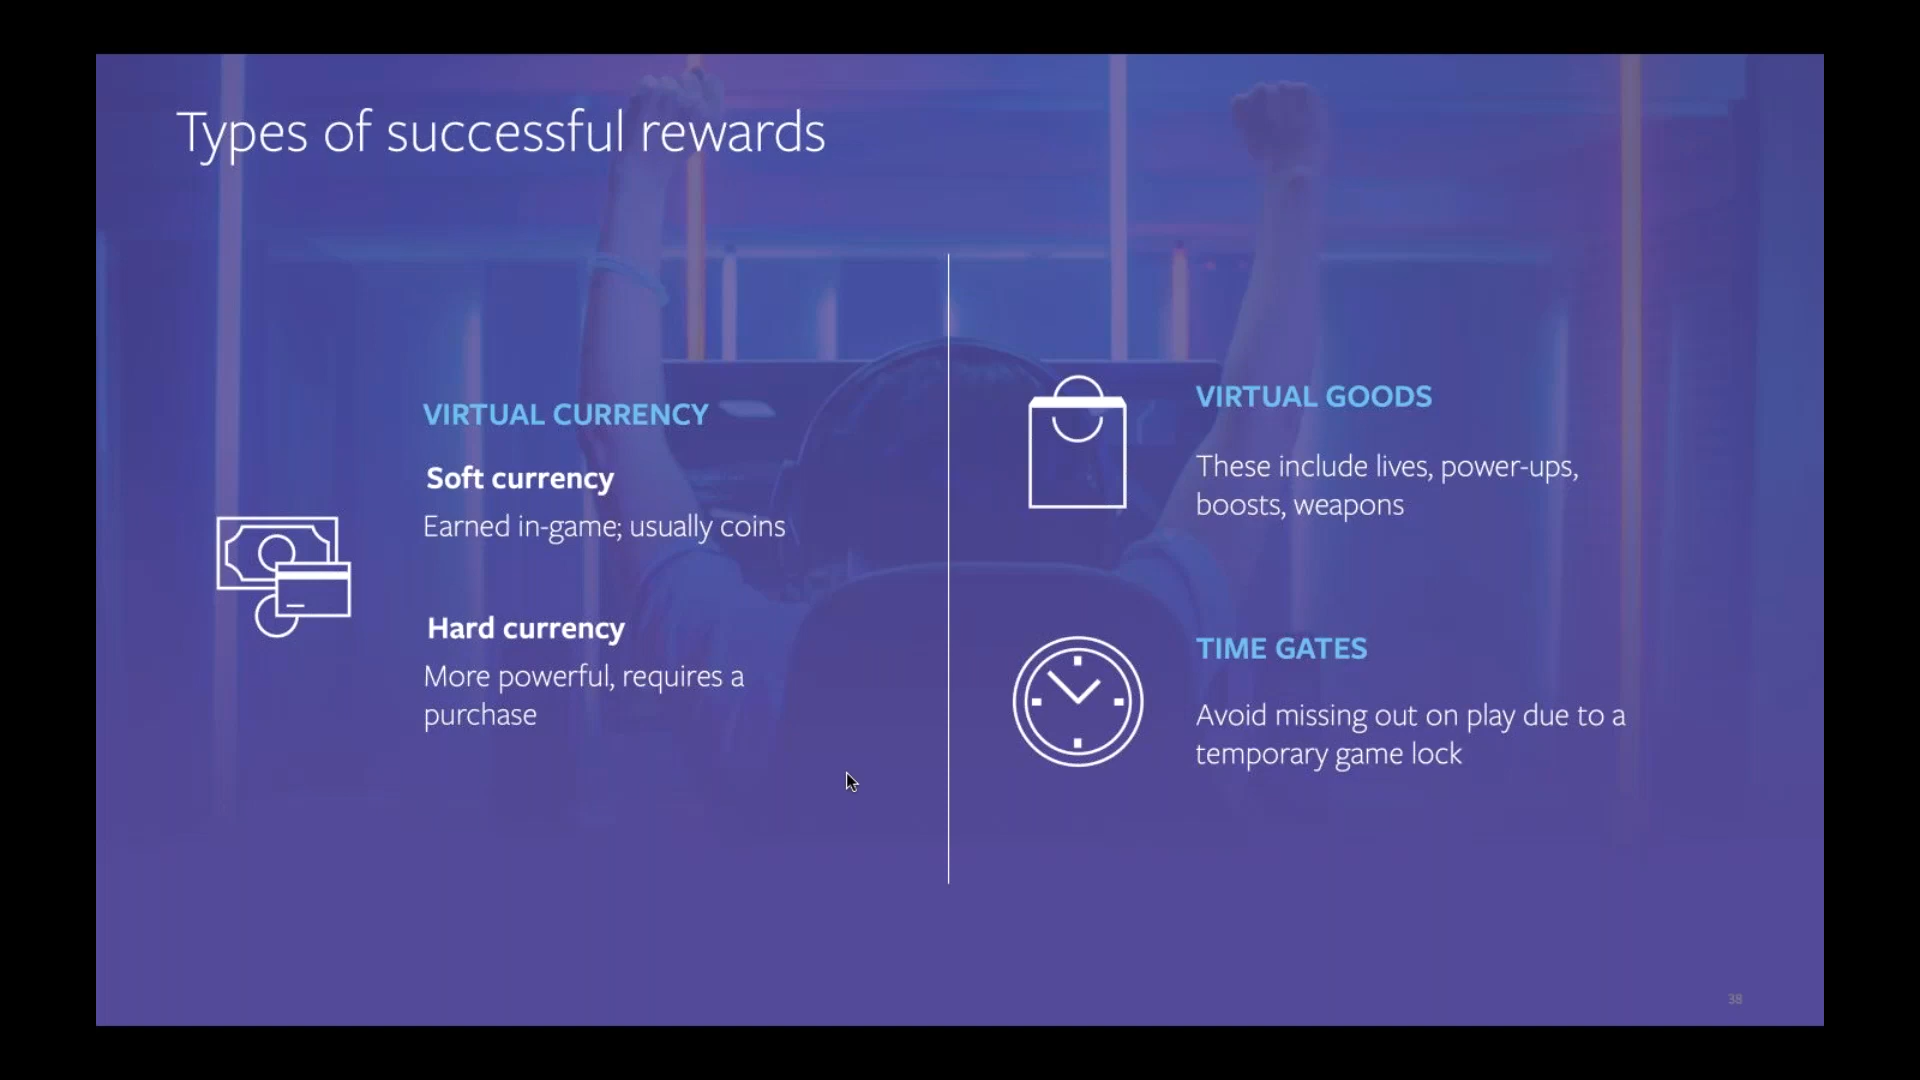 Types of successful rewards
VIRTUAL CURRENCY
Soft currency
Earned in-game; usually coins
Hard currency
More powerful, requires a
purchase
VIRTUAL GOODS
These include lives, power-ups,
boosts, weapons
TIME GATES
Avoid missing out on play due to a
temporary game lock
38